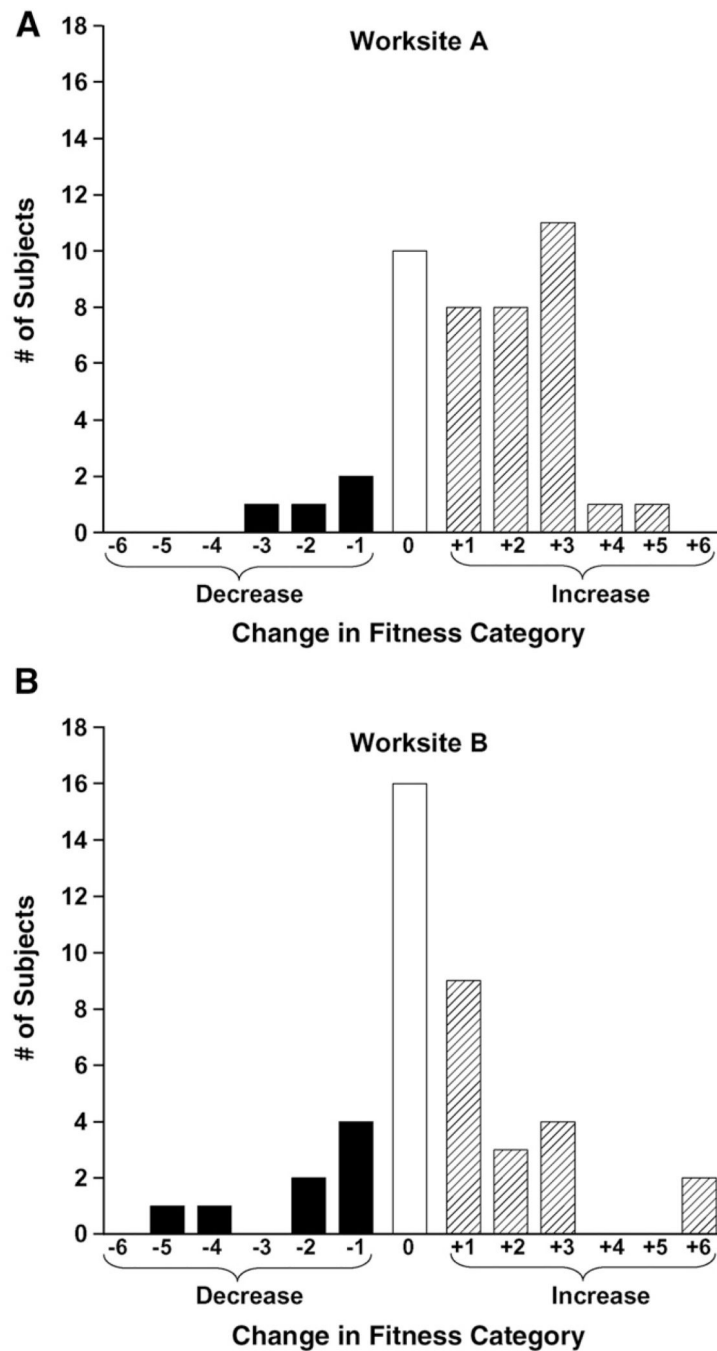 A
Worksite A
18
16
14
12
10
8
6
4
2
0
# of Subjects
-6 -5 -4 -3 -2 -1 0 +1 +2 +3 +4 +5 +6
Decrease Increase
Change in Fitness Category
B
Worksite B
18
16
14
12
10
8
6
4
2
0
# of Subjects
-6 -5 -4 -3 -2 -1 0 +1 +2 +3 +4 +5 +6
Decrease Increase
Change in Fitness Category